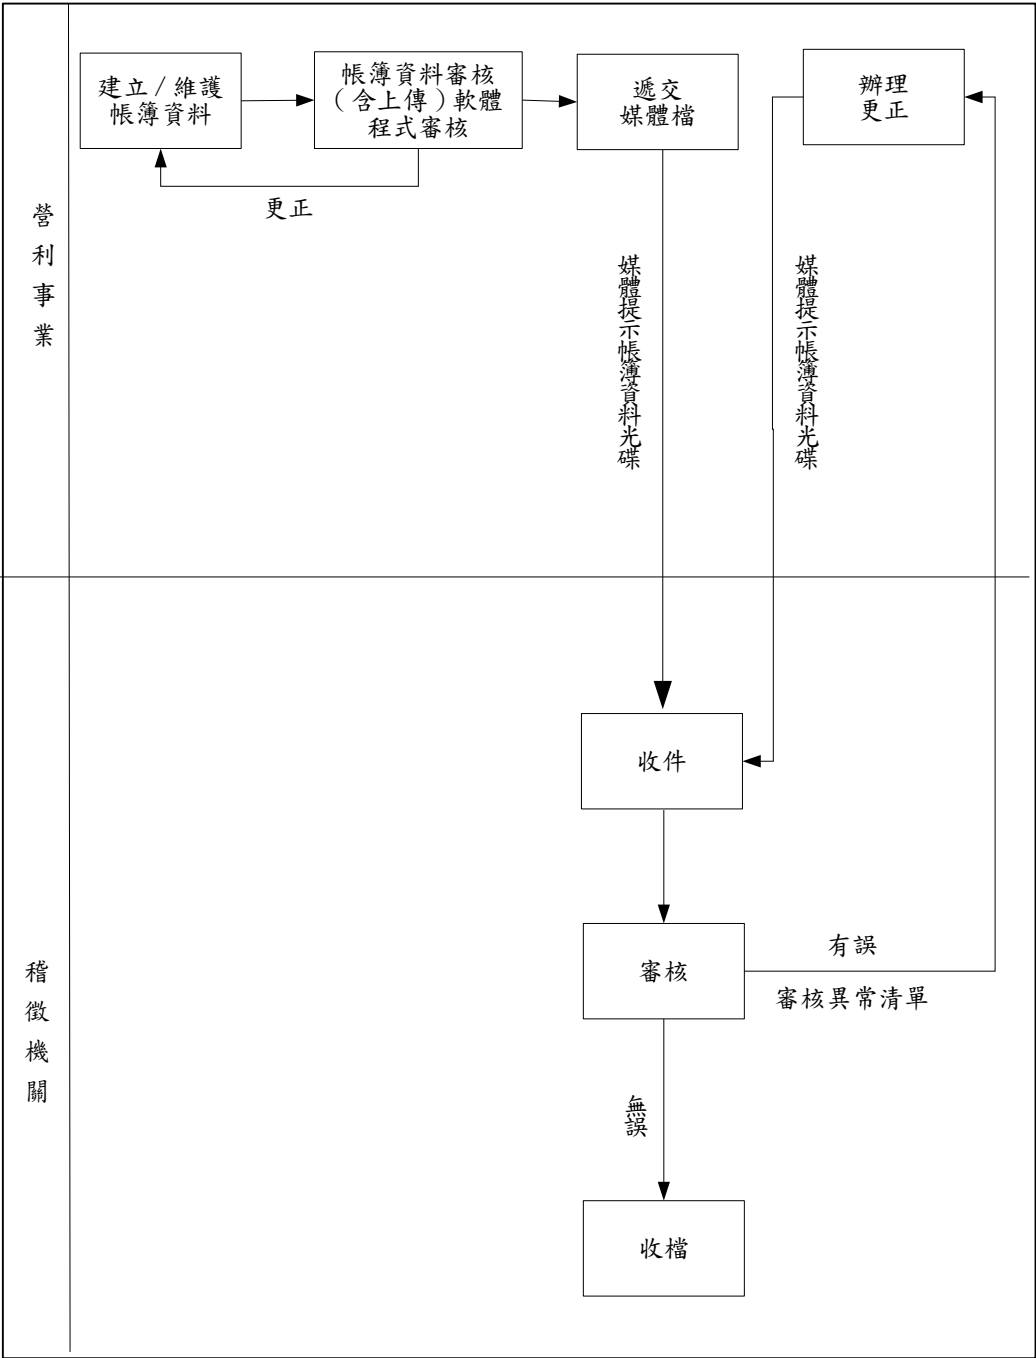 建立/維護
帳簿資料
帳簿資料審核
(含上傳)軟體
程式審核
遞交
媒體檔
辦理
更正
更正
營利事業
媒體提示帳簿資料光碟
媒體提示帳簿資料光碟
收件
審核
有誤
審核異常清單
稽徵機關
無誤
收檔